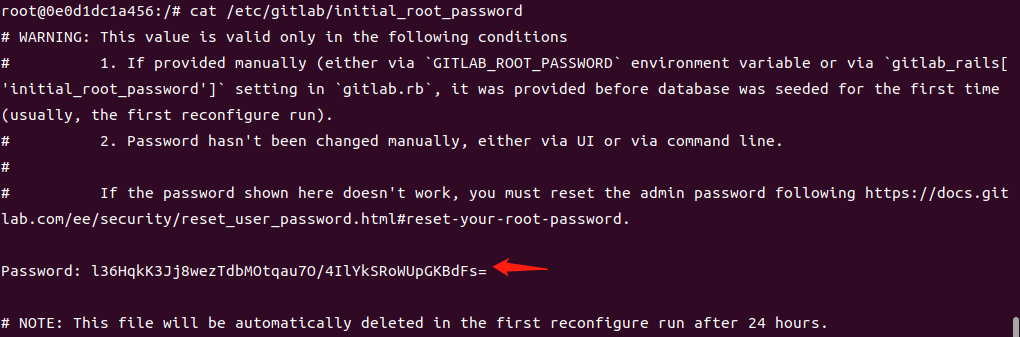 root@0e0d1dc1a456:/# cat /etc/gitlab/initial_root_password
# WARNING: This value is valid only in the following conditions
#          1. If provided manually (either via `GITLAB_ROOT_PASSWORD` environment variable or via `gitlab_rails[
'initial_root_password']` setting in `gitlab.rb`, it was provided before database was seeded for the first time
(usually, the first reconfigure run).
#          2. Password hasn't been changed manually, either via UI or via command line.
#
#          If the password shown here doesn't work, you must reset the admin password following https://docs.git
lab.com/ee/security/reset_user_password.html#reset-your-root-password.

Password: l36HqkK3Jj8wezTdbMOtqau7O/4IlYkSRoWUpGKBdFs=

# NOTE: This file will be automatically deleted in the first reconfigure run after 24 hours.